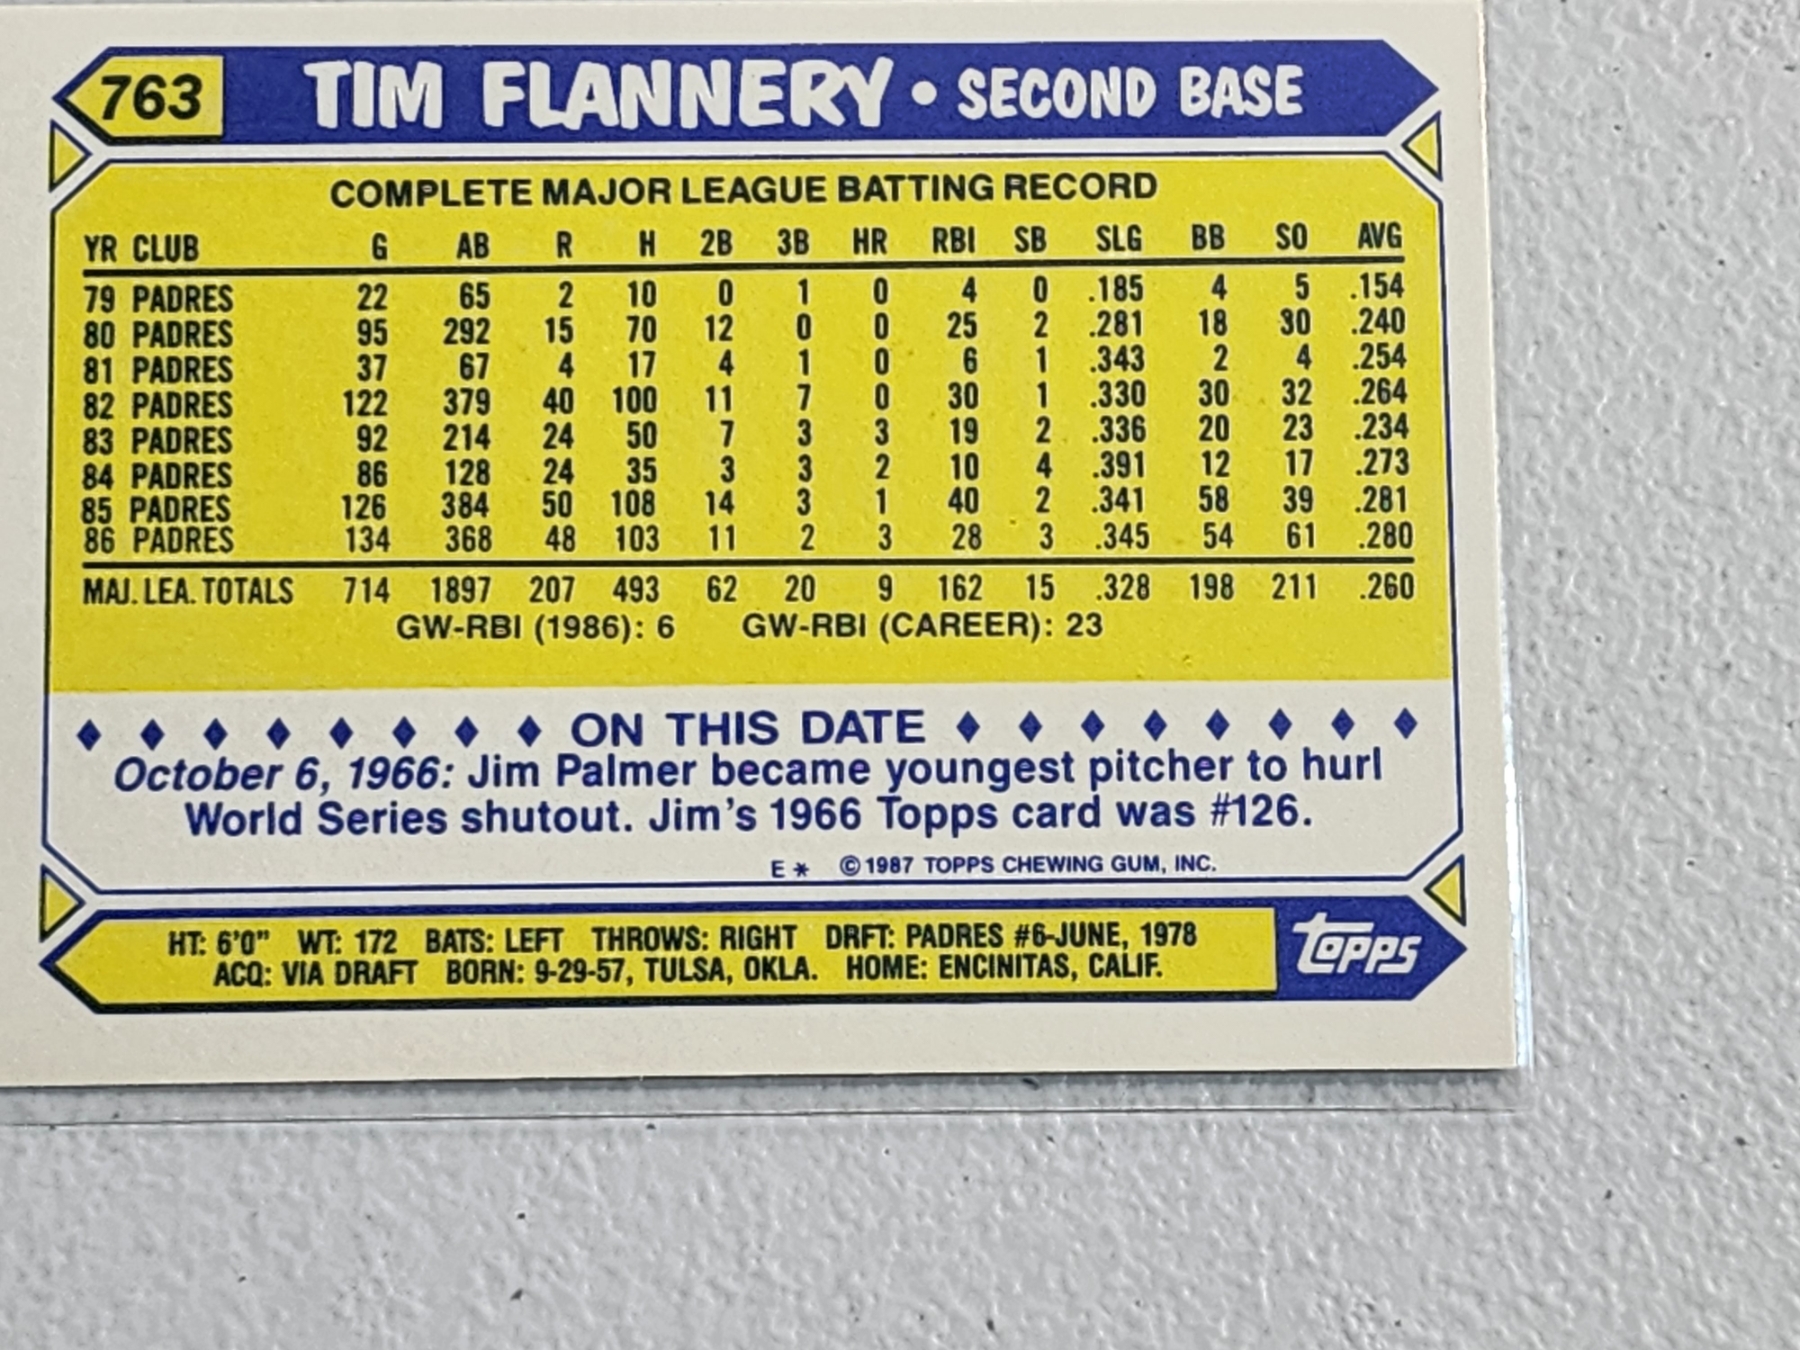 763 TIM FLANNERY • SECOND BASE
COMPLETE MAJOR LEAGUE BATTING RECORD
YR CLUB G AB R H 2B 3B HR RBI SB SLG BB SO AVG
79 PADRES 22 65 2 10 0 1 0 4 0 .185 4 5 .154
80 PADRES 95 292 15 70 12 0 0 25 2 .281 18 30 .240
81 PADRES 37 67 4 17 4 1 0 6 1 .343 2 4 .254
82 PADRES 122 379 40 100 11 7 0 30 1 .330 30 32 .264
83 PADRES 92 214 24 50 7 3 3 19 2 .336 20 23 .234
84 PADRES 86 128 24 35 3 3 2 10 4 .391 12 17 .273
85 PADRES 126 384 50 108 14 3 1 40 2 .341 58 39 .281
86 PADRES 134 368 48 103 11 2 3 28 3 .345 54 61 .280
MAJ. LEA. TOTALS 714 1897 207 493 62 20 9 162 15 .328 198 211 .260
GW-RBI (1986): 6 GW-RBI (CAREER): 23
ON THIS DATE
October 6, 1966: Jim Palmer became youngest pitcher to hurl
World Series shutout. Jim's 1966 Topps card was #126.
E * © 1987 TOPPS CHEWING GUM, INC.
HT: 6'0" WT: 172 BATS: LEFT THROWS: RIGHT DRFT: PADRES #6-JUNE, 1978
ACQ: VIA DRAFT BORN: 9-29-57, TULSA, OKLA. HOME: ENCINITAS, CALIF.
topps